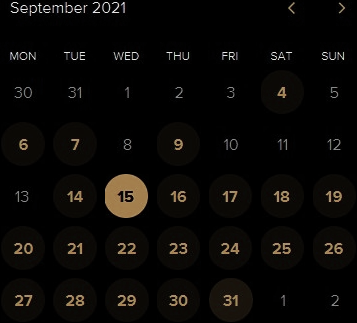 September 2021
MON TUE WED THU FRI SAT SUN
30 31 1 2 3 4 5
6 7 8 9 10 11 12
13 14 15 16 17 18 19
20 21 22 23 24 25 26
27 28 29 30 31 1 2